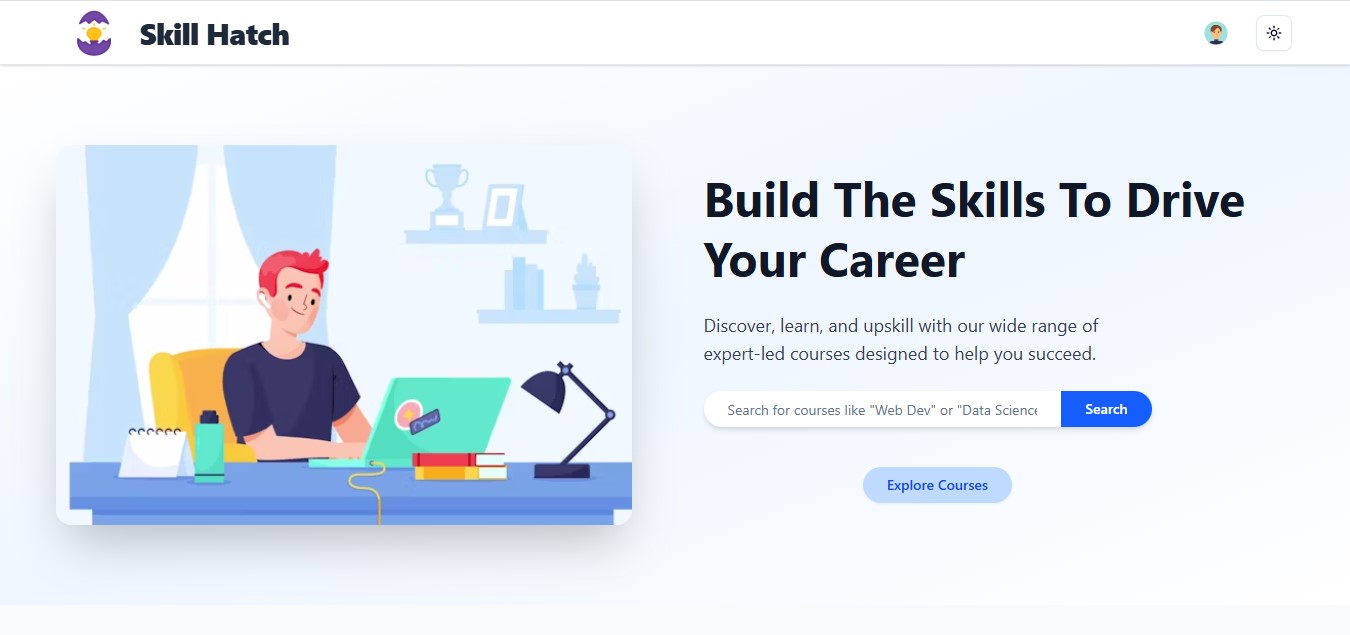 Skill Hatch
Build The Skills To Drive
Your Career
Discover, learn, and upskill with our wide range of
expert-led courses designed to help you succeed.
Search for courses like "Web Dev" or "Data Science
Search
Explore Courses